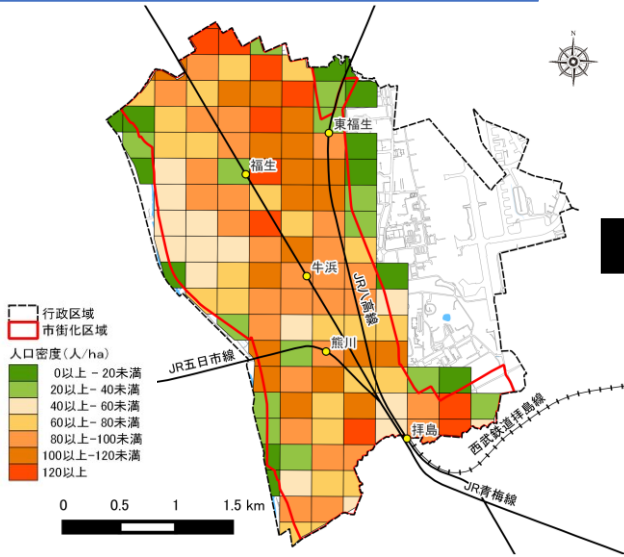 N
東福生
福生
牛浜
JR八高線
熊川
JR五日市線
拝島
西武鉄道拝島線
JR青梅線
行政区域
市街化区域
人口密度(人/ha)
0以上 - 20未満
20以上 - 40未満
40以上 - 60未満
60以上 - 80未満
80以上 -100未満
100以上 -120未満
120以上
0 0.5 1 1.5 km